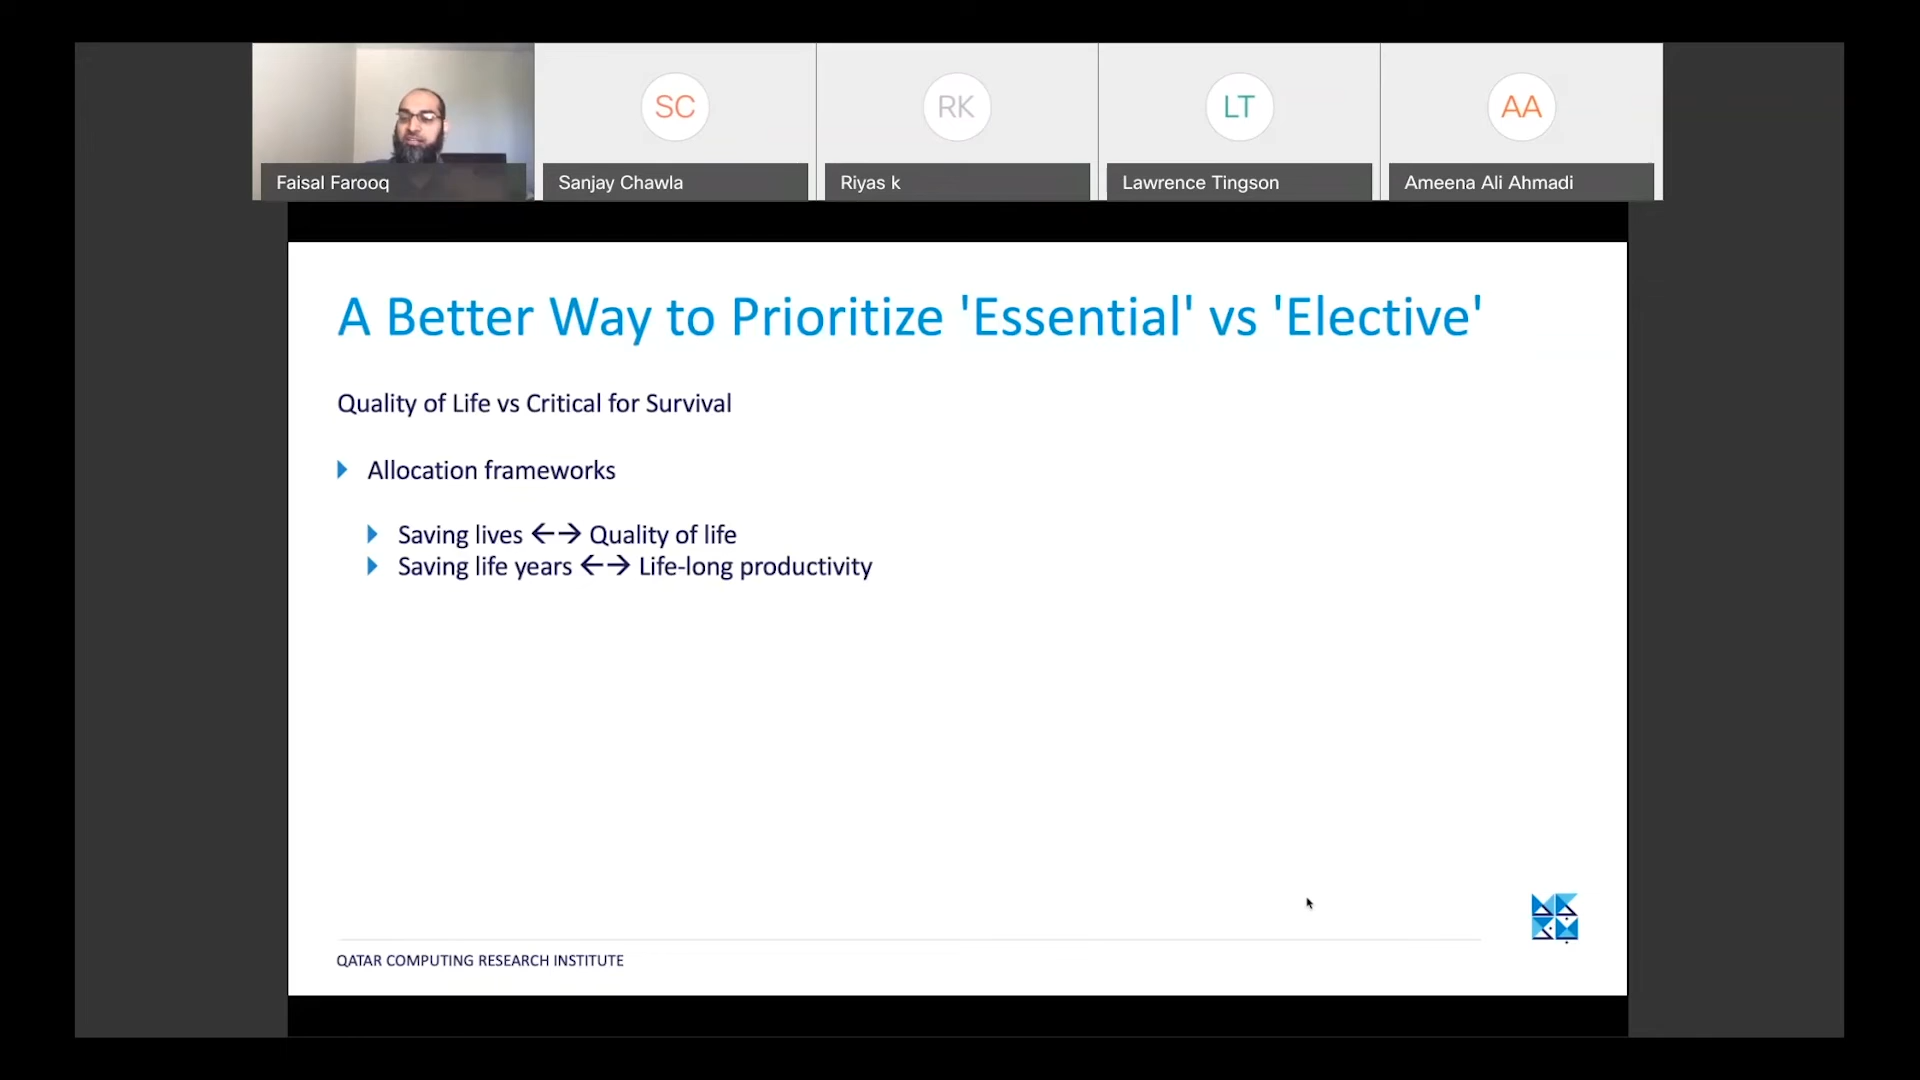 SC
RK
LT
AA
Faisal Farooq
Sanjay Chawla
Riyas k
Lawrence Tingson
Ameena Ali Ahmadi
A Better Way to Prioritize 'Essential' vs 'Elective'
Quality of Life vs Critical for Survival
Allocation frameworks
Saving lives ←→ Quality of life
Saving life years ←→ Life-long productivity
QATAR COMPUTING RESEARCH INSTITUTE